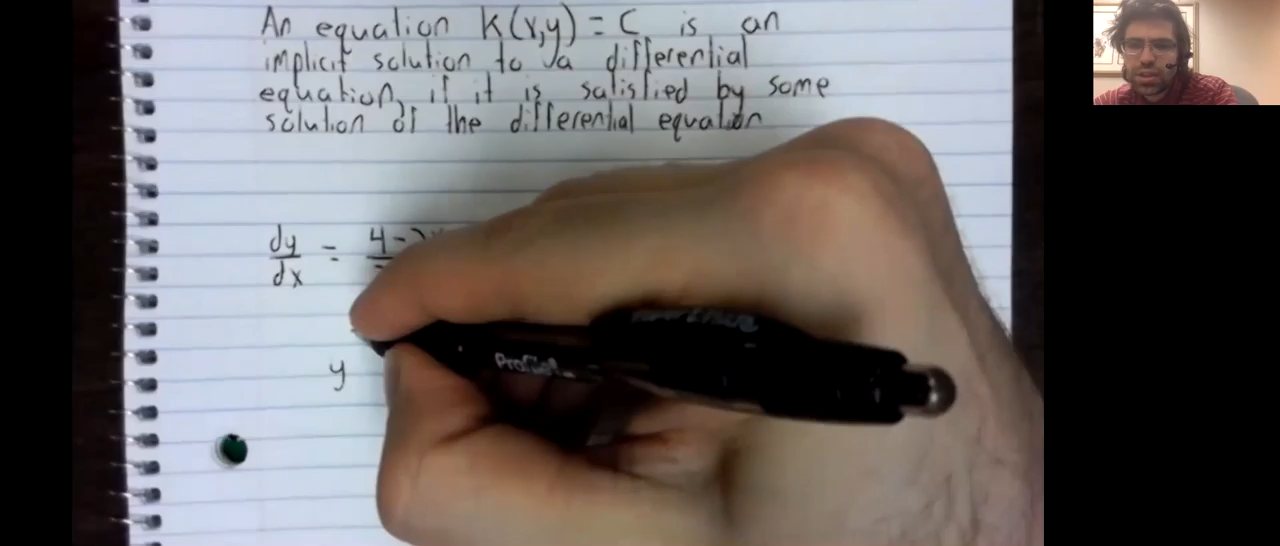 An equation K(x,y) = C is an
implicit solution to a differential
equation, if it is satisfied by some
solution of the differential equation
dy/dx = 4-2
y